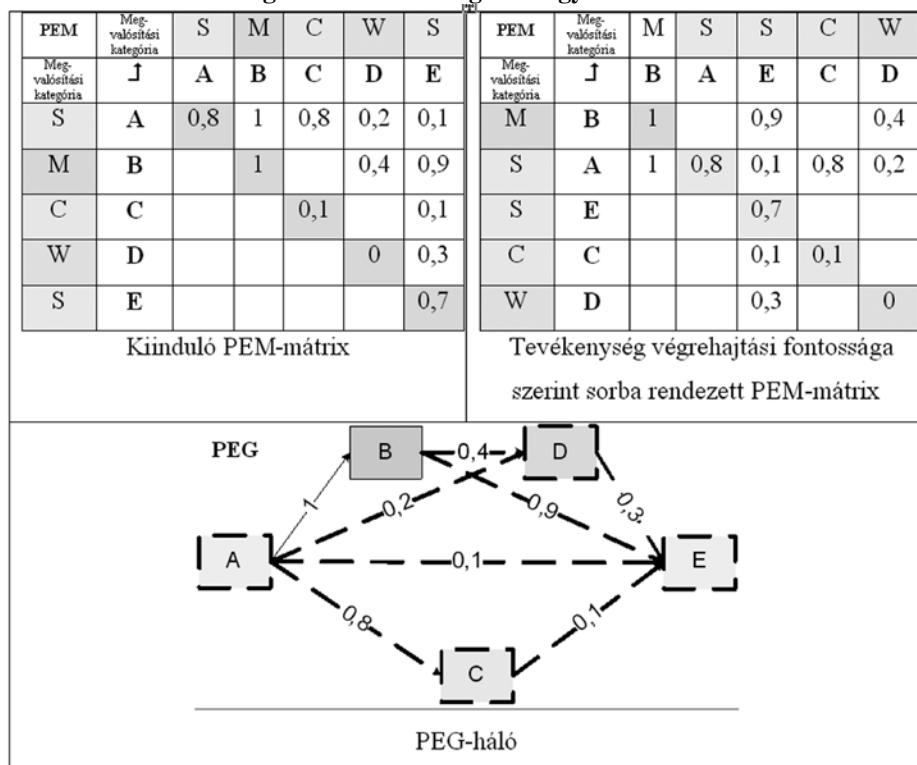 PEM Meg-valósítási kategória S M C W S
Meg-valósítási kategória A B C D E
S A 0,8 1 0,8 0,2 0,1
M B 1 0,4 0,9
C C 0,1 0,1
W D 0 0,3
S E 0,7
Kiinduló PEM-mátrix
PEM Meg-valósítási kategória M S S C W
Meg-valósítási kategória B A E C D
M B 1 0,9 0,4
S A 1 0,8 0,1 0,8 0,2
S E 0,7
C C 0,1 0,1
W D 0,3 0
Tevékenység végrehajtási fontossága
szerint sorba rendezett PEM-mátrix
PEG
B
0,4
D
1
0,2
0,9
0,3
A
0,1
E
0,8
0,1
C
PEG-háló